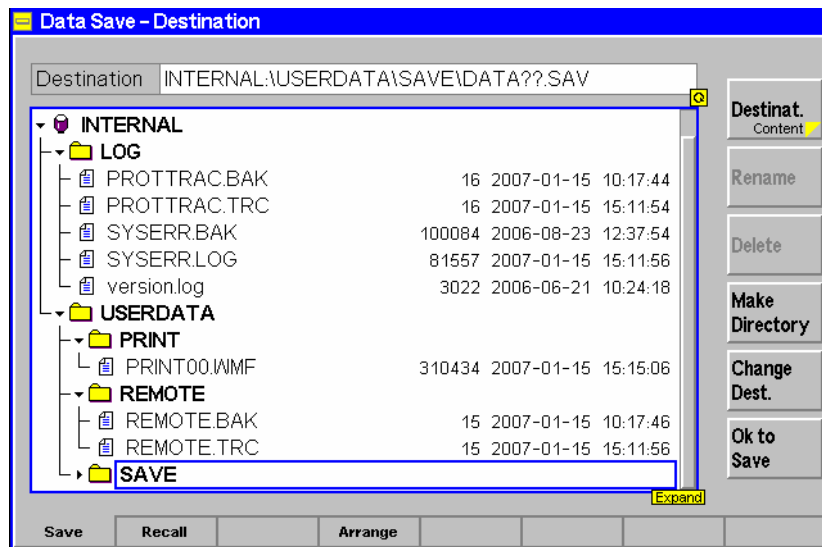 Data Save – Destination
Destination INTERNAL:\USERDATA\SAVE\DATA??.SAV
INTERNAL
LOG
PROTTRAC.BAK 16 2007-01-15 10:17:44
PROTTRAC.TRC 16 2007-01-15 15:11:54
SYSERR.BAK 100084 2006-08-23 12:37:54
SYSERR.LOG 81557 2007-01-15 15:11:56
version.log 3022 2006-06-21 10:24:18
USERDATA
PRINT
PRINT00.WMF 310434 2007-01-15 15:15:06
REMOTE
REMOTE.BAK 15 2007-01-15 10:17:46
REMOTE.TRC 15 2007-01-15 15:11:56
SAVE
Expand
Destinat.
Content
Rename
Delete
Make
Directory
Change
Dest.
Ok to
Save
Save Recall Arrange